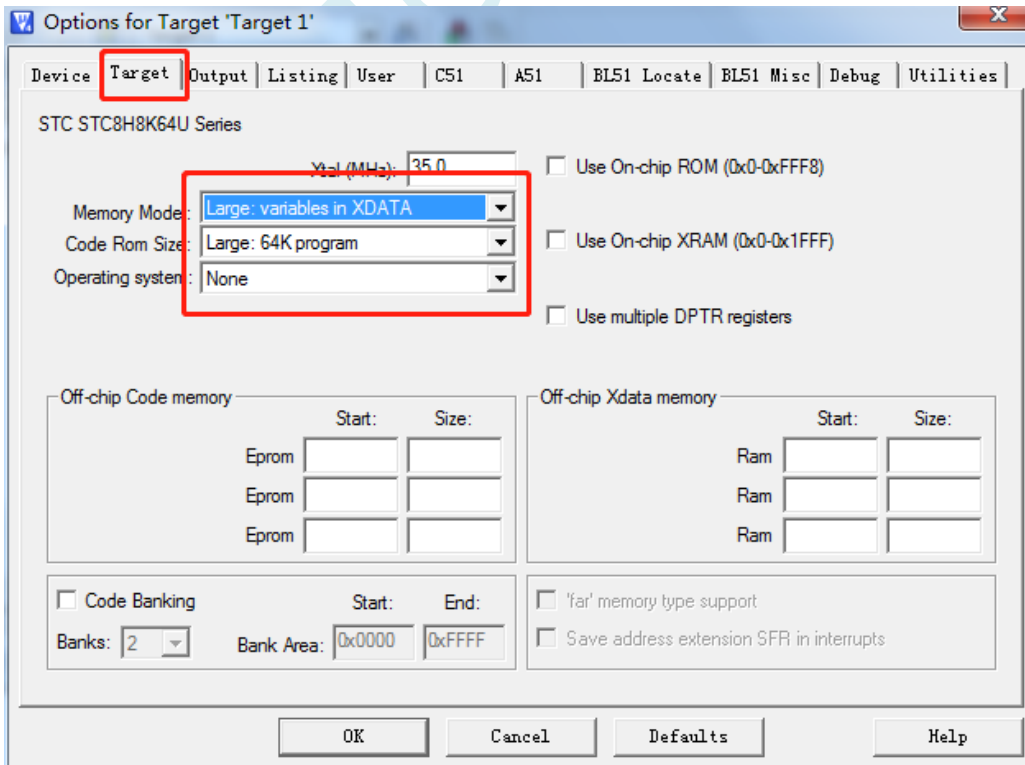 Options for Target 'Target 1'
Device Target Output Listing User C51 A51 BL51 Locate BL51 Misc Debug Utilities
STC STC8H8K64U Series
Xtal (MHz): 35.0
Use On-chip ROM (0x0-0xFFF8)
Memory Model: Large: variables in XDATA
Code Rom Size: Large: 64K program
Use On-chip XRAM (0x0-0x1FFF)
Operating system: None
Use multiple DPTR registers
Off-chip Code memory
Start: Size:
Eprom
Eprom
Eprom
Off-chip Xdata memory
Start: Size:
Ram
Ram
Ram
Code Banking Start: End:
Banks: 2 Bank Area: 0x0000 0xFFFF
'far' memory type support
Save address extension SFR in interrupts
OK Cancel Defaults Help